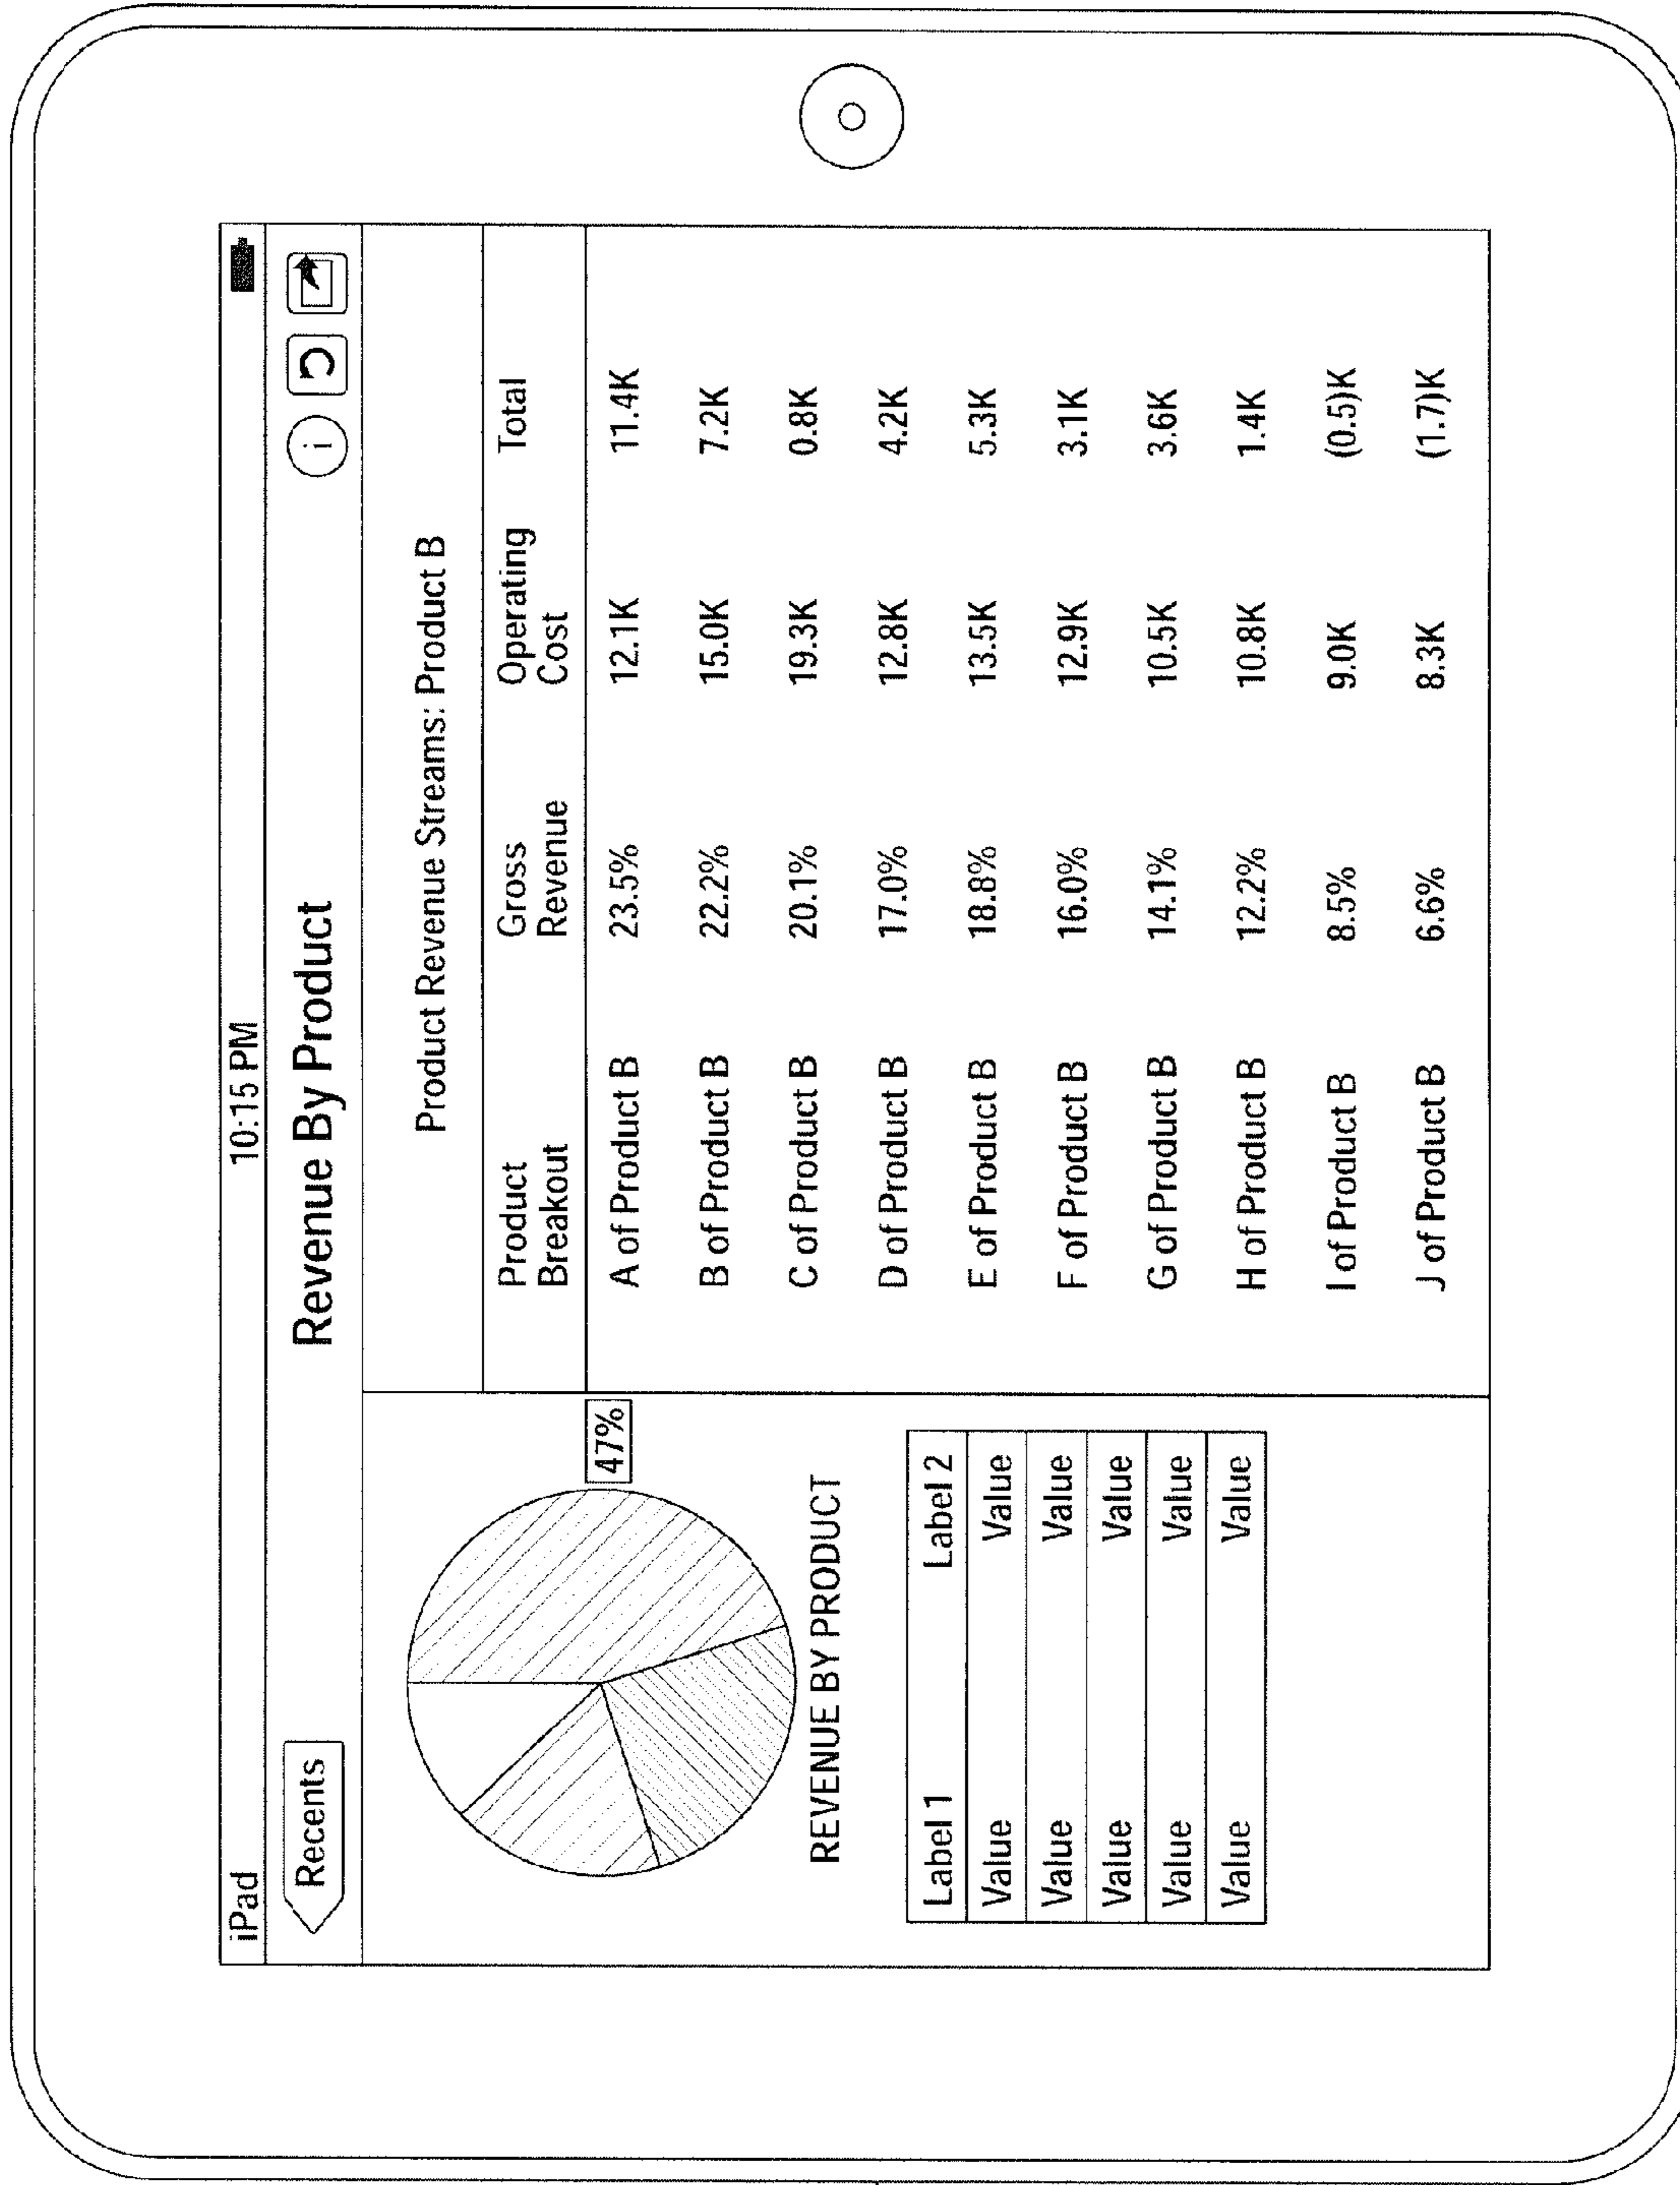 iPad 10:15 PM
Recents Revenue By Product i
47%
REVENUE BY PRODUCT
Label 1 Label 2
Value Value
Value Value
Value Value
Value Value
Value Value
Product Revenue Streams: Product B
Product Breakout Gross Revenue Operating Cost Total
A of Product B 23.5% 12.1K 11.4K
B of Product B 22.2% 15.0K 7.2K
C of Product B 20.1% 19.3K 0.8K
D of Product B 17.0% 12.8K 4.2K
E of Product B 18.8% 13.5K 5.3K
F of Product B 16.0% 12.9K 3.1K
G of Product B 14.1% 10.5K 3.6K
H of Product B 12.2% 10.8K 1.4K
I of Product B 8.5% 9.0K (0.5)K
J of Product B 6.6% 8.3K (1.7)K